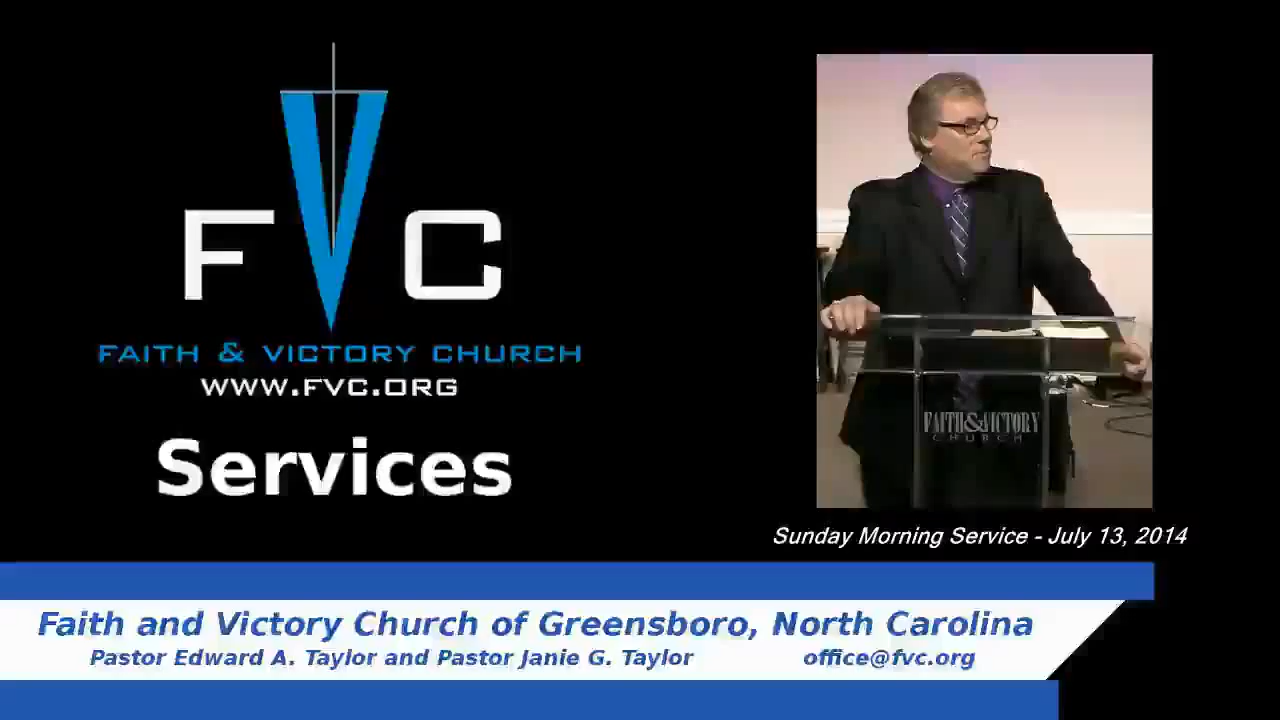 FVC
FAITH & VICTORY CHURCH
WWW.FVC.ORG
Services
FAITH&VICTORY
CHURCH
Sunday Morning Service - July 13, 2014
Faith and Victory Church of Greensboro, North Carolina
Pastor Edward A. Taylor and Pastor Janie G. Taylor office@fvc.org